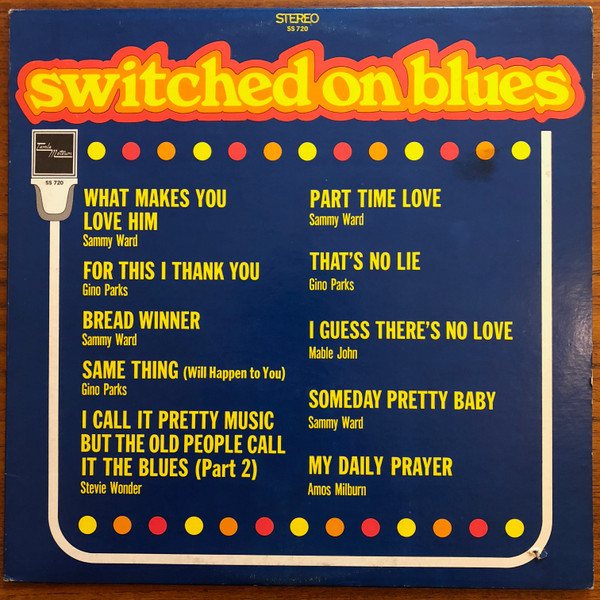 STEREO
SS 720
switched on blues
Tamla Motown
SS 720
WHAT MAKES YOU
LOVE HIM
Sammy Ward
FOR THIS I THANK YOU
Gino Parks
BREAD WINNER
Sammy Ward
SAME THING (Will Happen to You)
Gino Parks
I CALL IT PRETTY MUSIC
BUT THE OLD PEOPLE CALL
IT THE BLUES (Part 2)
Stevie Wonder
PART TIME LOVE
Sammy Ward
THAT'S NO LIE
Gino Parks
I GUESS THERE'S NO LOVE
Mable John
SOMEDAY PRETTY BABY
Sammy Ward
MY DAILY PRAYER
Amos Milburn